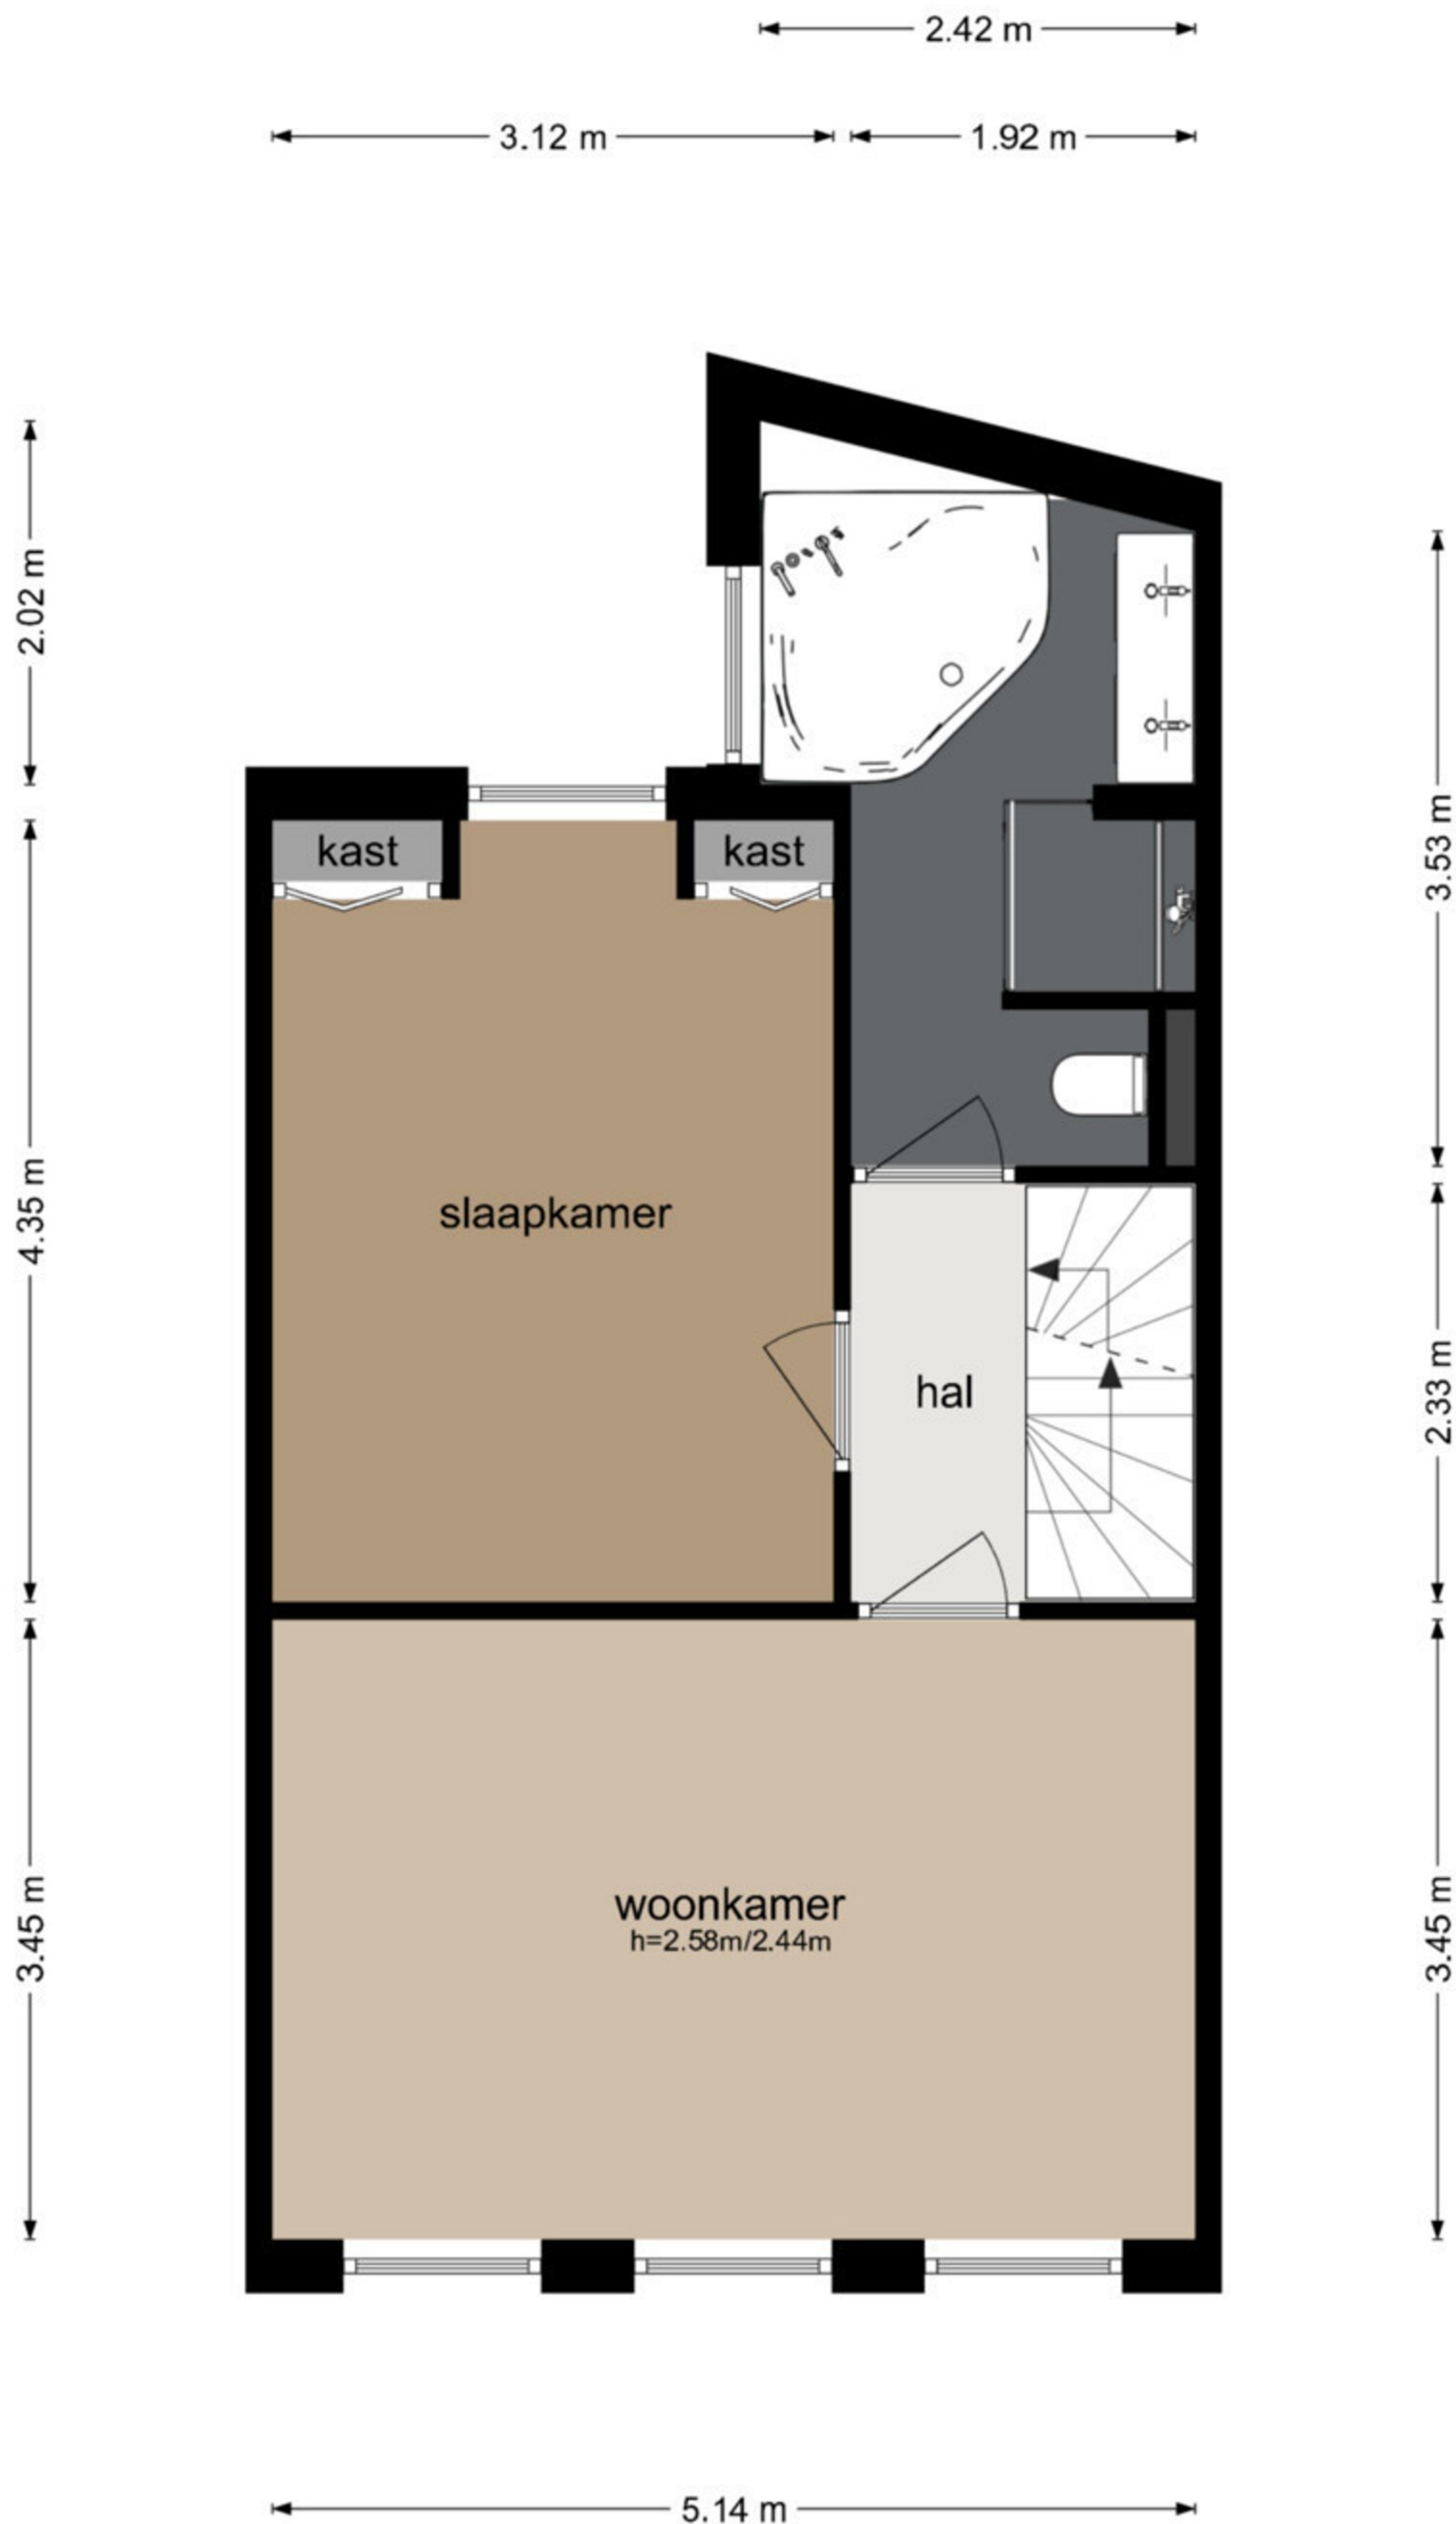 2.42 m
3.12 m
1.92 m
2.02 m
3.53 m
kast
kast
4.35 m
slaapkamer
2.33 m
hal
3.45 m
woonkamer
h=2.58m/2.44m
3.45 m
5.14 m